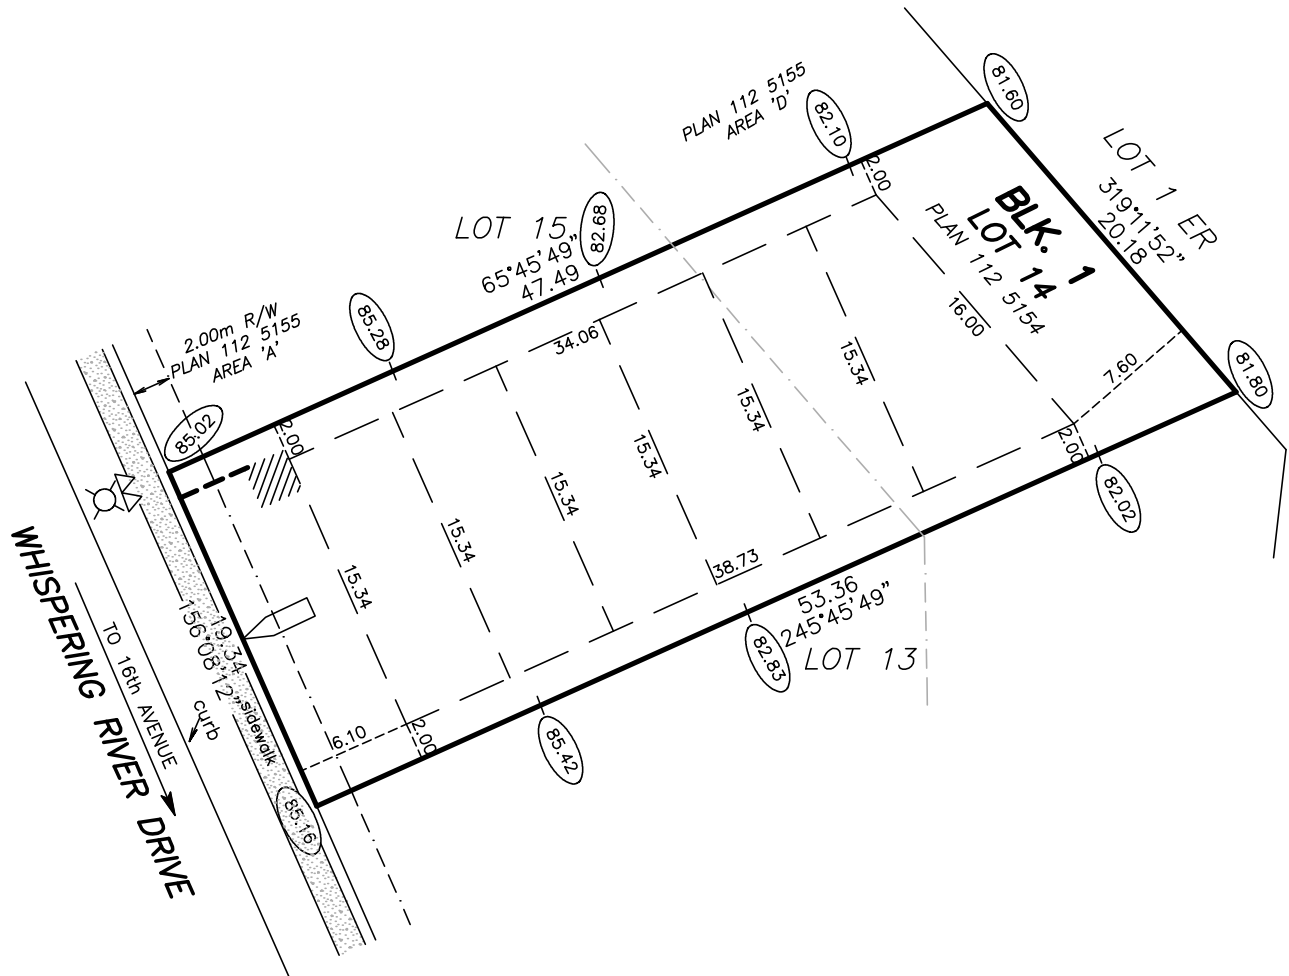 81.60
PLAN 112 5155
AREA 'D'
82.10
LOT 1 ER
319°11'52"
20.18
2.00
BLK. 1
LOT 14
PLAN 112 5154
LOT 15
65°45'49"
47.49
82.68
85.28
2.00m R/W
PLAN 112 5155
AREA 'A'
34.06
16.00
15.34
7.60
81.80
85.02
2.00
15.34
15.34
15.34
15.34
15.34
2.00
82.02
38.73
53.36
245°45'49"
82.83
LOT 13
15.34
19.34
156°08'12"
WHISPERING RIVER DRIVE
TO 16th AVENUE
curb
sidewalk
6.10
2.00
85.42
85.16